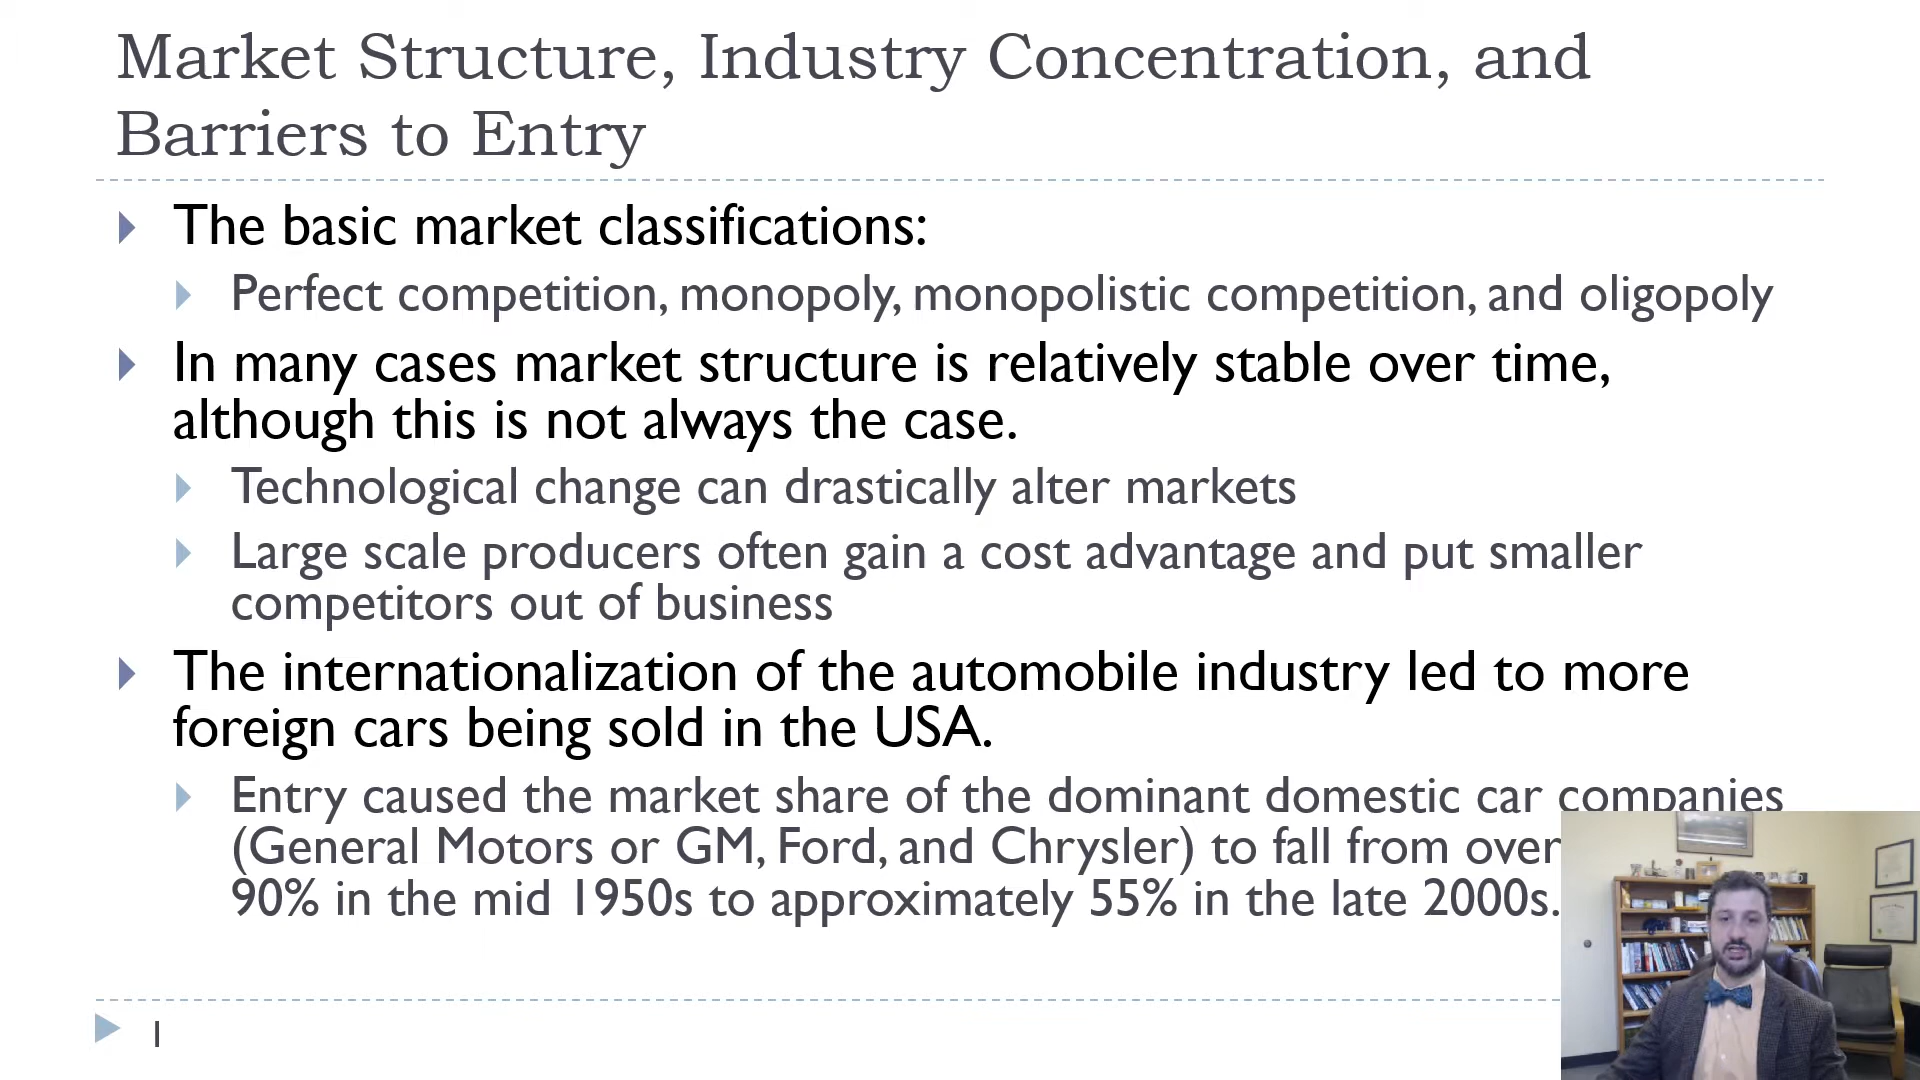 Market Structure, Industry Concentration, and
Barriers to Entry
The basic market classifications:
Perfect competition, monopoly, monopolistic competition, and oligopoly
In many cases market structure is relatively stable over time,
although this is not always the case.
Technological change can drastically alter markets
Large scale producers often gain a cost advantage and put smaller
competitors out of business
The internationalization of the automobile industry led to more
foreign cars being sold in the USA.
Entry caused the market share of the dominant domestic car companies
(General Motors or GM, Ford, and Chrysler) to fall from over
90% in the mid 1950s to approximately 55% in the late 2000s.
1